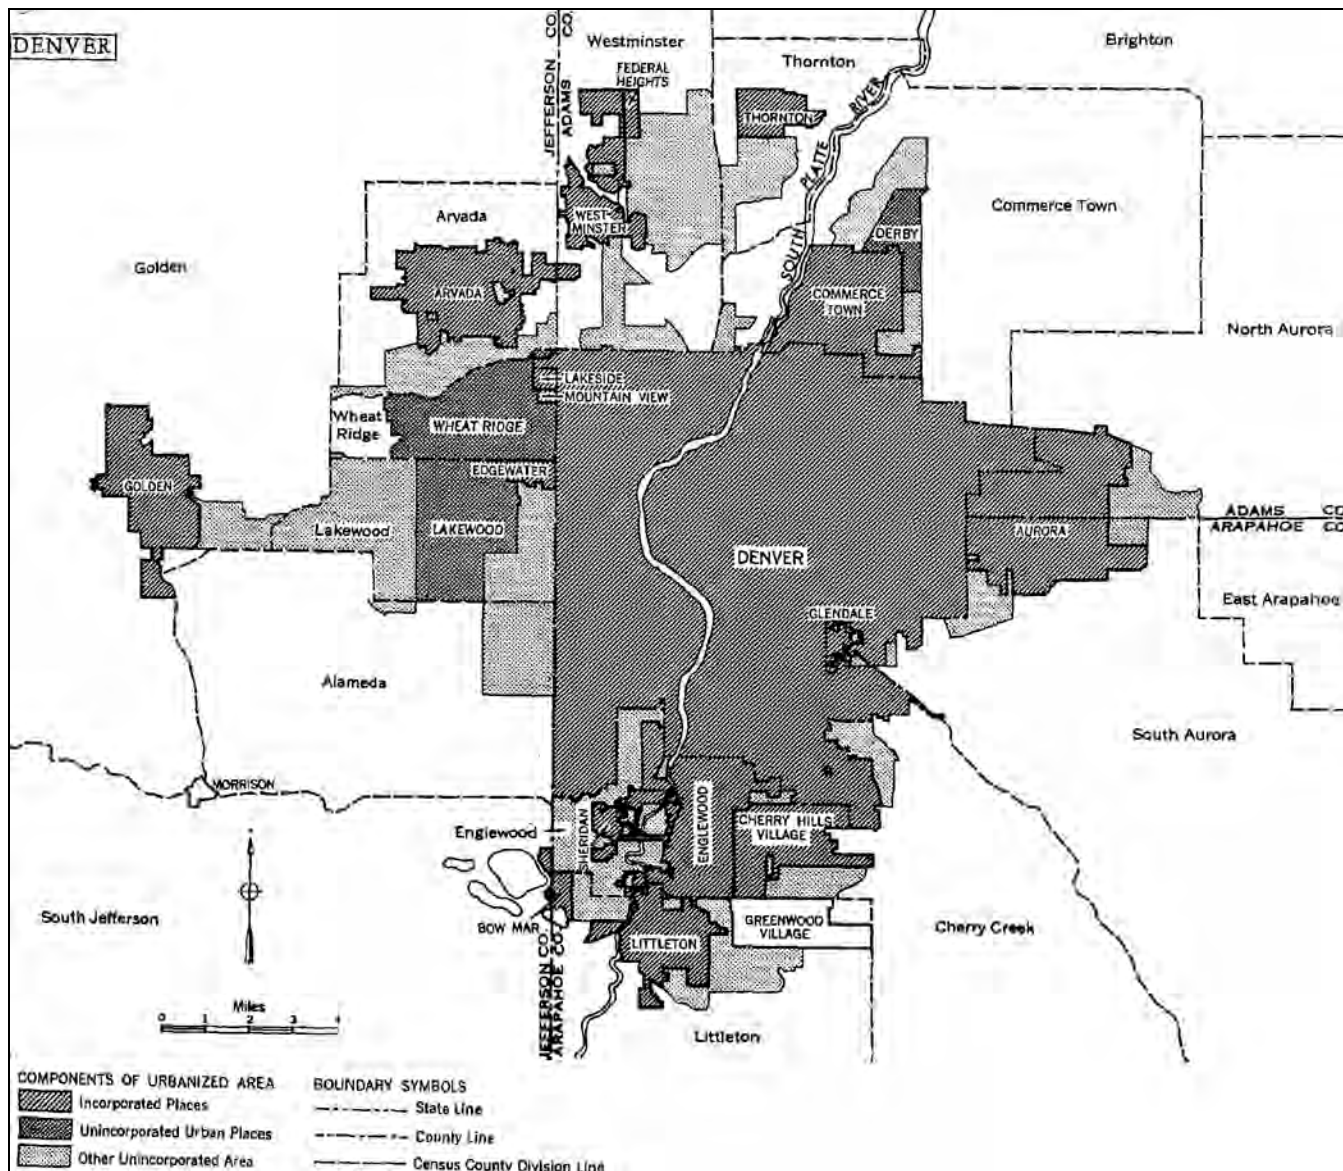 DENVER
Westminster
FEDERAL
HEIGHTS
Thornton
Brighton
JEFFERSON CO.
ADAMS CO.
THORNTON
SOUTH PLATTE RIVER
Arvada
WEST-
MINSTER
Commerce Town
DERBY
Golden
ARVADA
COMMERCE
TOWN
North Aurora
LAKESIDE
MOUNTAIN VIEW
Wheat
Ridge
WHEAT RIDGE
EDGEWATER
GOLDEN
Lakewood
LAKEWOOD
ADAMS CO.
ARAPAHOE CO.
AURORA
DENVER
GLENDALE
East Arapahoe
Alameda
South Aurora
MORRISON
Englewood
SHERIDAN
ENGLEWOOD
CHERRY HILLS
VILLAGE
South Jefferson
BOW MAR
LITTLETON
GREENWOOD
VILLAGE
Cherry Creek
JEFFERSON CO.
ARAPAHOE CO.
Miles
0 1 2 3 4
Littleton
COMPONENTS OF URBANIZED AREA
Incorporated Places
Unincorporated Urban Places
Other Unincorporated Area
BOUNDARY SYMBOLS
State Line
County Line
Census County Division Line